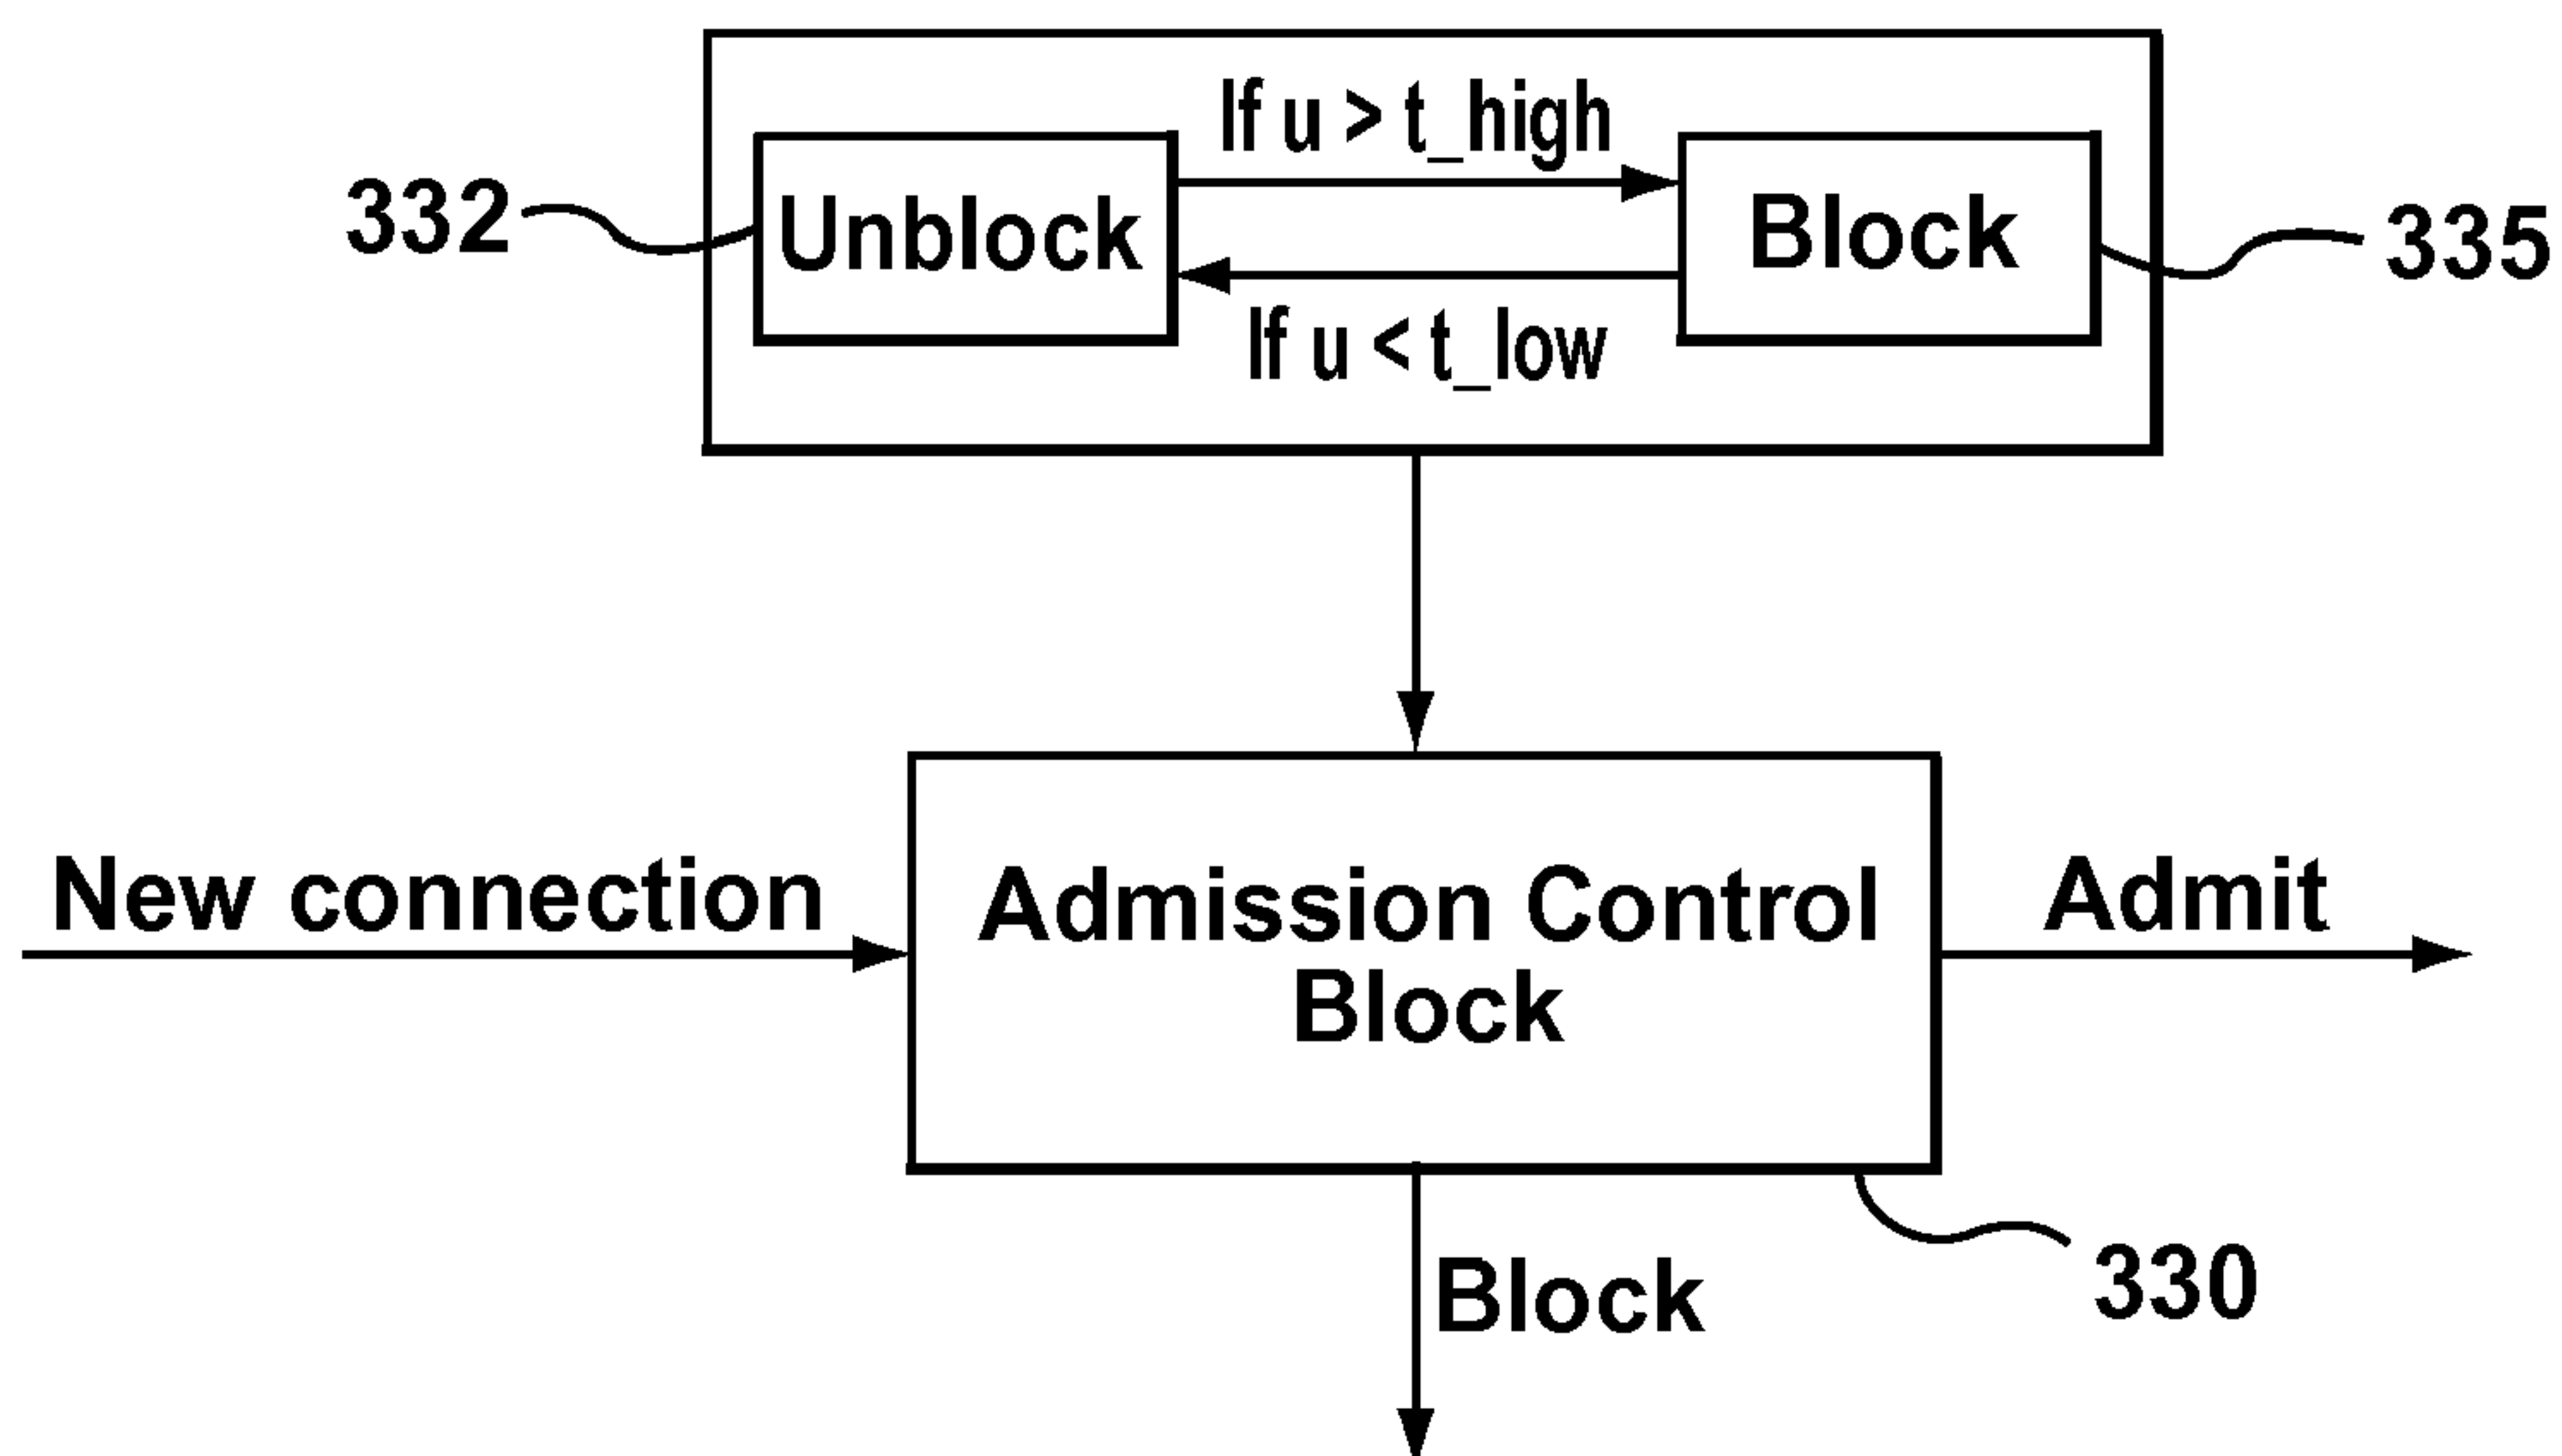 If u > t_high
332
Unblock
Block
335
If u < t_low
New connection
Admission Control
Block
Admit
Block
330